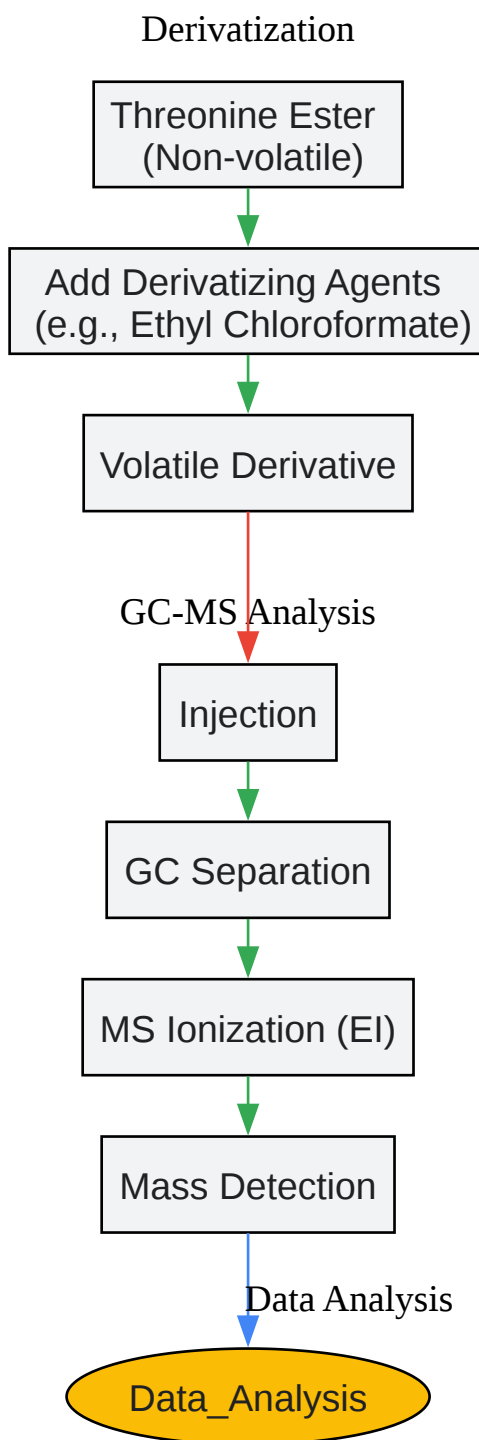 Derivatization
Threonine Ester
(Non-volatile)
Add Derivatizing Agents
(e.g., Ethyl Chloroformate)
Volatile Derivative
GC-MS Analysis
Injection
GC Separation
MS Ionization (EI)
Mass Detection
Data Analysis
Data_Analysis